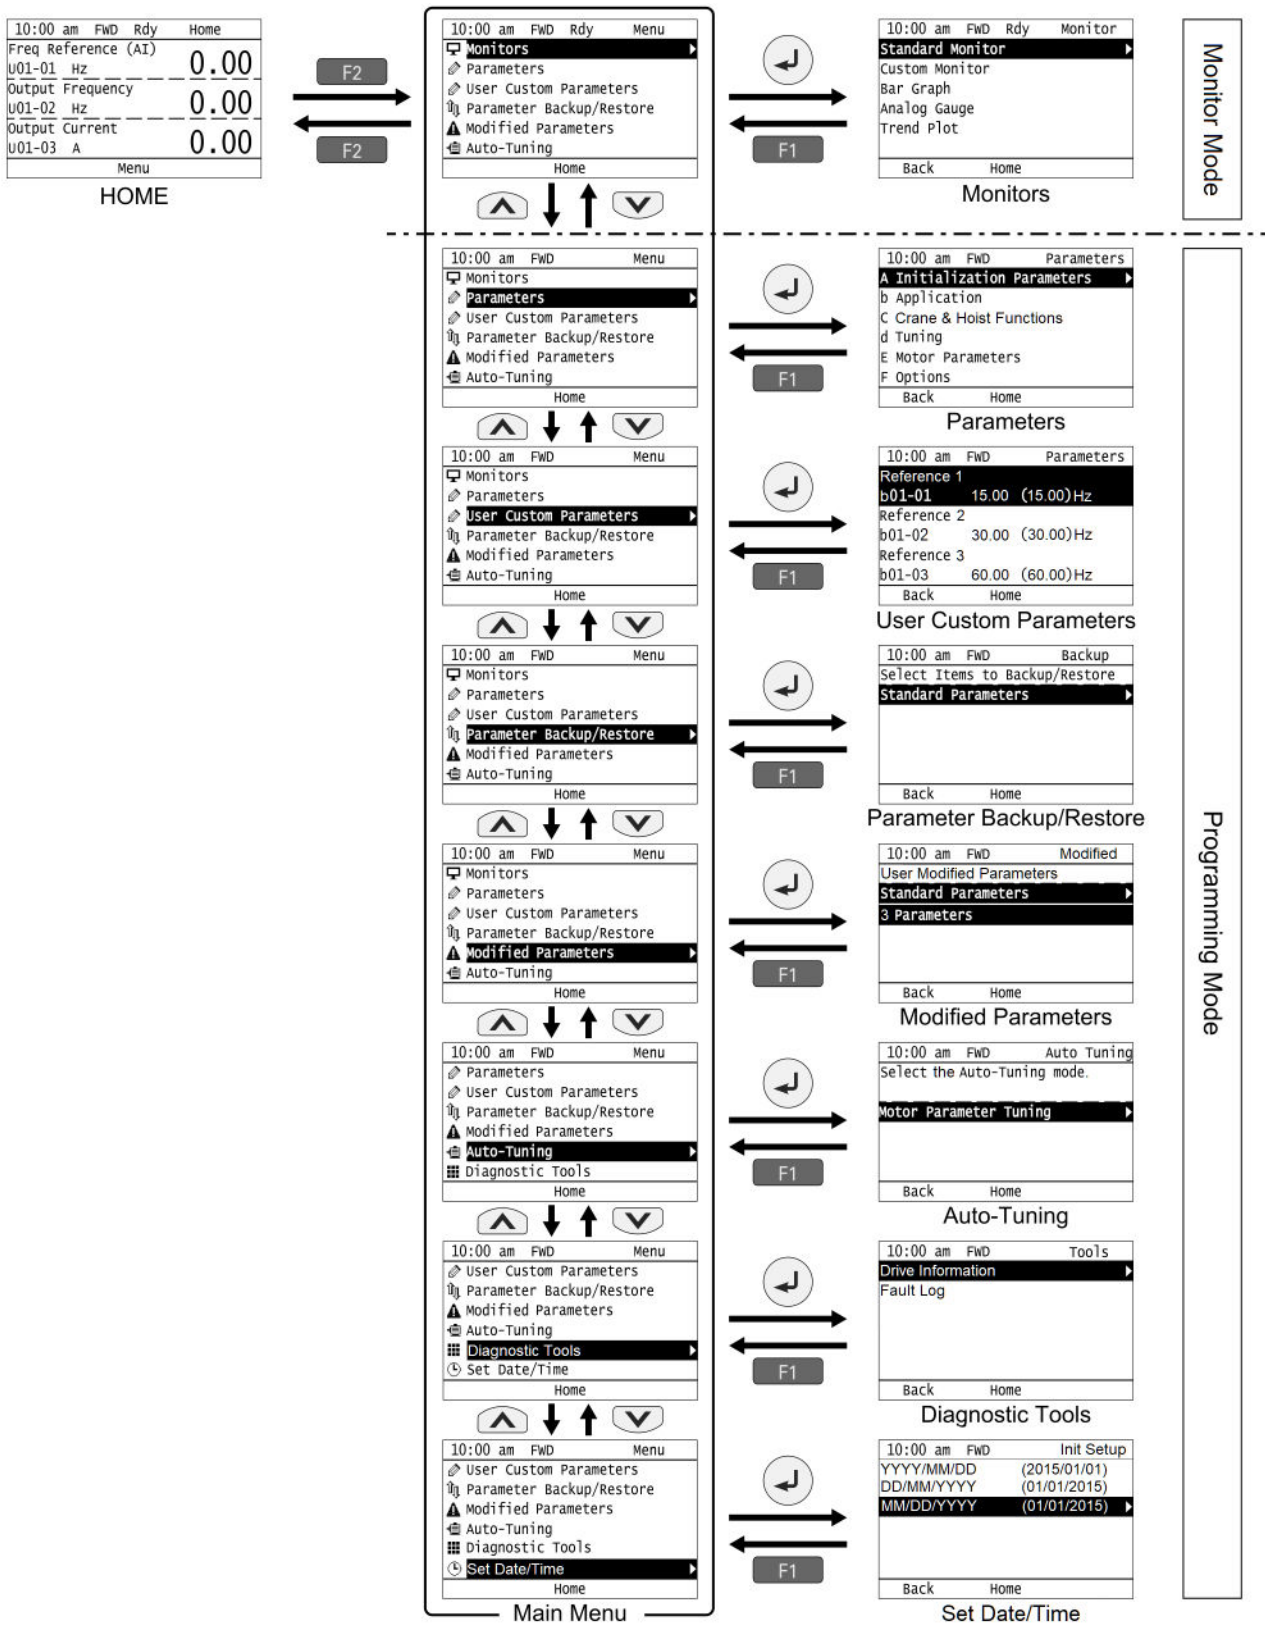 10:00 am FWD Rdy Home
Freq Reference (AI)
U01-01 Hz 0.00
Output Frequency
U01-02 Hz 0.00
Output Current
U01-03 A 0.00
Menu
HOME
F2
F2
10:00 am FWD Rdy Menu
Monitors
Parameters
User Custom Parameters
Parameter Backup/Restore
Modified Parameters
Auto-Tuning
Home
F1
10:00 am FWD Rdy Monitor
Standard Monitor
Custom Monitor
Bar Graph
Analog Gauge
Trend Plot
Back Home
Monitors
Monitor Mode
10:00 am FWD Menu
Monitors
Parameters
User Custom Parameters
Parameter Backup/Restore
Modified Parameters
Auto-Tuning
Home
F1
10:00 am FWD Parameters
A Initialization Parameters
b Application
C Crane & Hoist Functions
d Tuning
E Motor Parameters
F Options
Back Home
Parameters
10:00 am FWD Menu
Monitors
Parameters
User Custom Parameters
Parameter Backup/Restore
Modified Parameters
Auto-Tuning
Home
F1
10:00 am FWD Parameters
Reference 1
b01-01 15.00 (15.00)Hz
Reference 2
b01-02 30.00 (30.00)Hz
Reference 3
b01-03 60.00 (60.00)Hz
Back Home
User Custom Parameters
10:00 am FWD Menu
Monitors
Parameters
User Custom Parameters
Parameter Backup/Restore
Modified Parameters
Auto-Tuning
Home
F1
10:00 am FWD Backup
Select Items to Backup/Restore
Standard Parameters
Back Home
Parameter Backup/Restore
10:00 am FWD Menu
Monitors
Parameters
User Custom Parameters
Parameter Backup/Restore
Modified Parameters
Auto-Tuning
Home
F1
10:00 am FWD Modified
User Modified Parameters
Standard Parameters
3 Parameters
Back Home
Modified Parameters
10:00 am FWD Menu
Parameters
User Custom Parameters
Parameter Backup/Restore
Modified Parameters
Auto-Tuning
Diagnostic Tools
Home
F1
10:00 am FWD Auto Tuning
Select the Auto-Tuning mode.
Motor Parameter Tuning
Back Home
Auto-Tuning
10:00 am FWD Menu
User Custom Parameters
Parameter Backup/Restore
Modified Parameters
Auto-Tuning
Diagnostic Tools
Set Date/Time
Home
F1
10:00 am FWD Tools
Drive Information
Fault Log
Back Home
Diagnostic Tools
10:00 am FWD Menu
User Custom Parameters
Parameter Backup/Restore
Modified Parameters
Auto-Tuning
Diagnostic Tools
Set Date/Time
Home
Main Menu
F1
10:00 am FWD Init Setup
YYYY/MM/DD (2015/01/01)
DD/MM/YYYY (01/01/2015)
MM/DD/YYYY (01/01/2015)
Back Home
Set Date/Time
Programming Mode